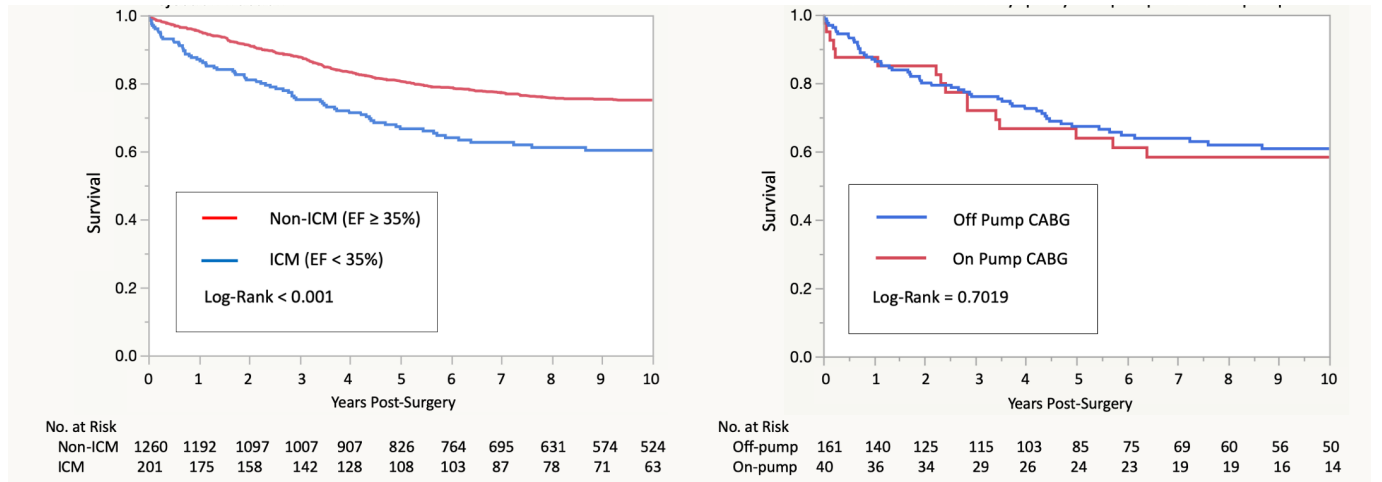 1.0
0.8
0.6
0.4
0.2
0.0
Survival
Non-ICM (EF ≥ 35%)
ICM (EF < 35%)
Log-Rank < 0.001
0 1 2 3 4 5 6 7 8 9 10
Years Post-Surgery
No. at Risk
Non-ICM 1260 1192 1097 1007 907 826 764 695 631 574 524
ICM 201 175 158 142 128 108 103 87 78 71 63
1.0
0.8
0.6
0.4
0.2
0.0
Survival
Off Pump CABG
On Pump CABG
Log-Rank = 0.7019
0 1 2 3 4 5 6 7 8 9 10
Years Post-Surgery
No. at Risk
Off-pump 161 140 125 115 103 85 75 69 60 56 50
On-pump 40 36 34 29 26 24 23 19 19 16 14